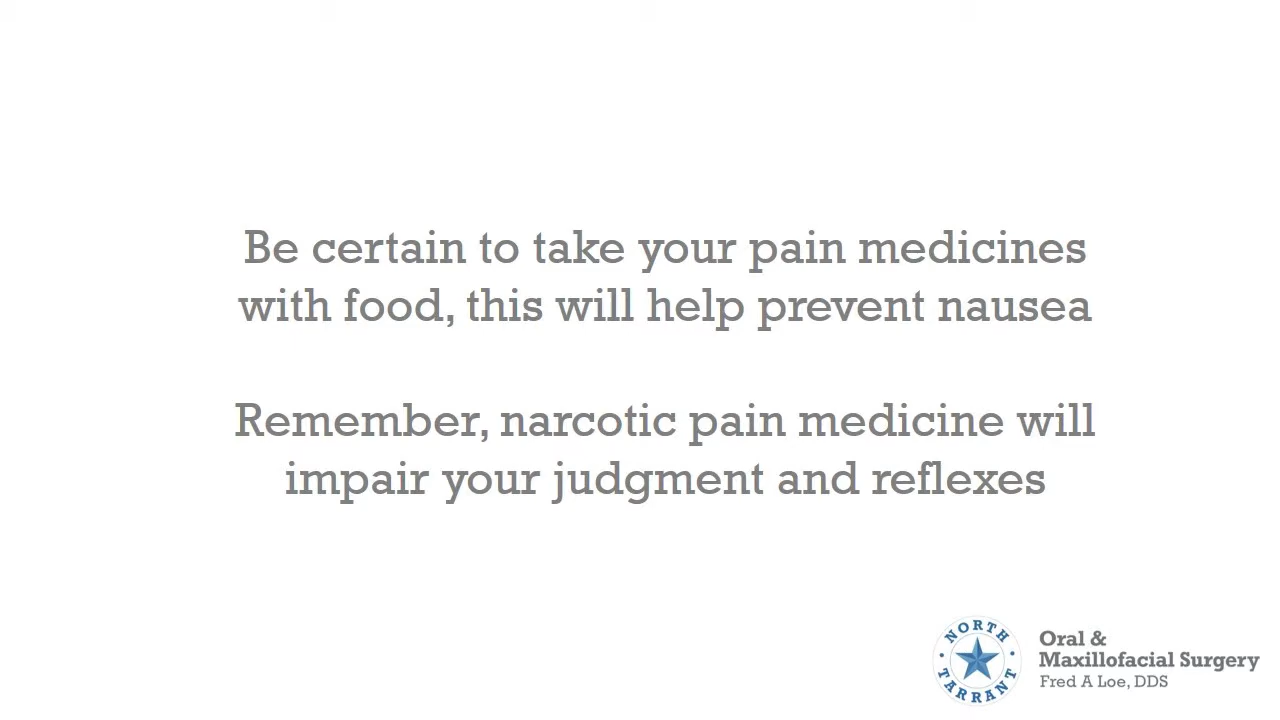 Be certain to take your pain medicines
with food, this will help prevent nausea
Remember, narcotic pain medicine will
impair your judgment and reflexes
NORTH
TARRANT
Oral &
Maxillofacial Surgery
Fred A Loe, DDS